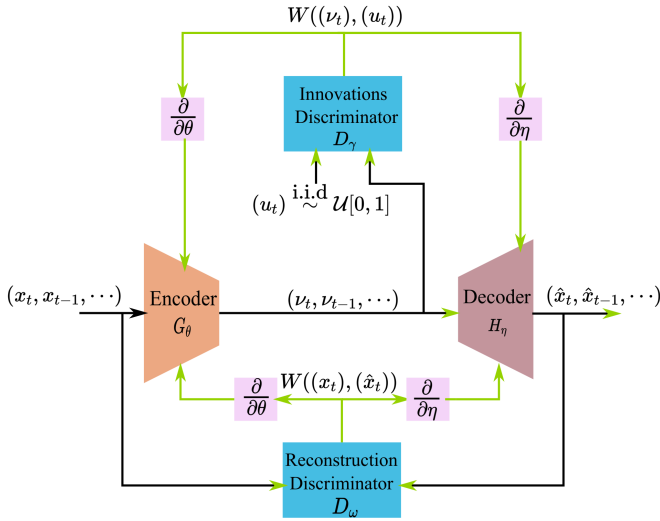 W((ν_t), (u_t))
∂/∂θ
Innovations
Discriminator
D_γ
∂/∂η
(u_t) i.i.d ∼ 𝒰[0, 1]
(x_t, x_{t−1}, ⋯)
Encoder
G_θ
(ν_t, ν_{t−1}, ⋯)
Decoder
H_η
(x̂_t, x̂_{t−1}, ⋯)
∂/∂θ
W((x_t), (x̂_t))
∂/∂η
Reconstruction
Discriminator
D_ω